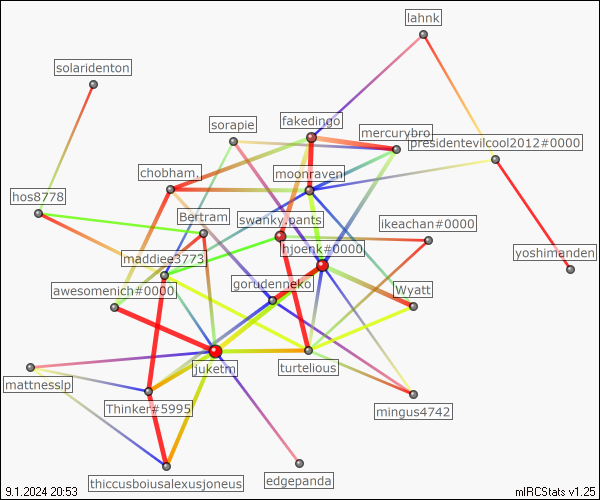 lahnk
solaridenton
sorapie
fakedingo
mercurybro
presidentevilcool2012#0000
chobham.
moonraven
hos8778
Bertram
swanky.pants
ikeachan#0000
maddiee3773
hjoenk#0000
yoshimanden
awesomenich#0000
gorudenneko
Wyatt
juketm
turtelious
mattnesslp
Thinker#5995
mingus4742
thiccusboiusalexusjoneus
edgepanda
9.1.2024 20:53
mIRCStats v1.25